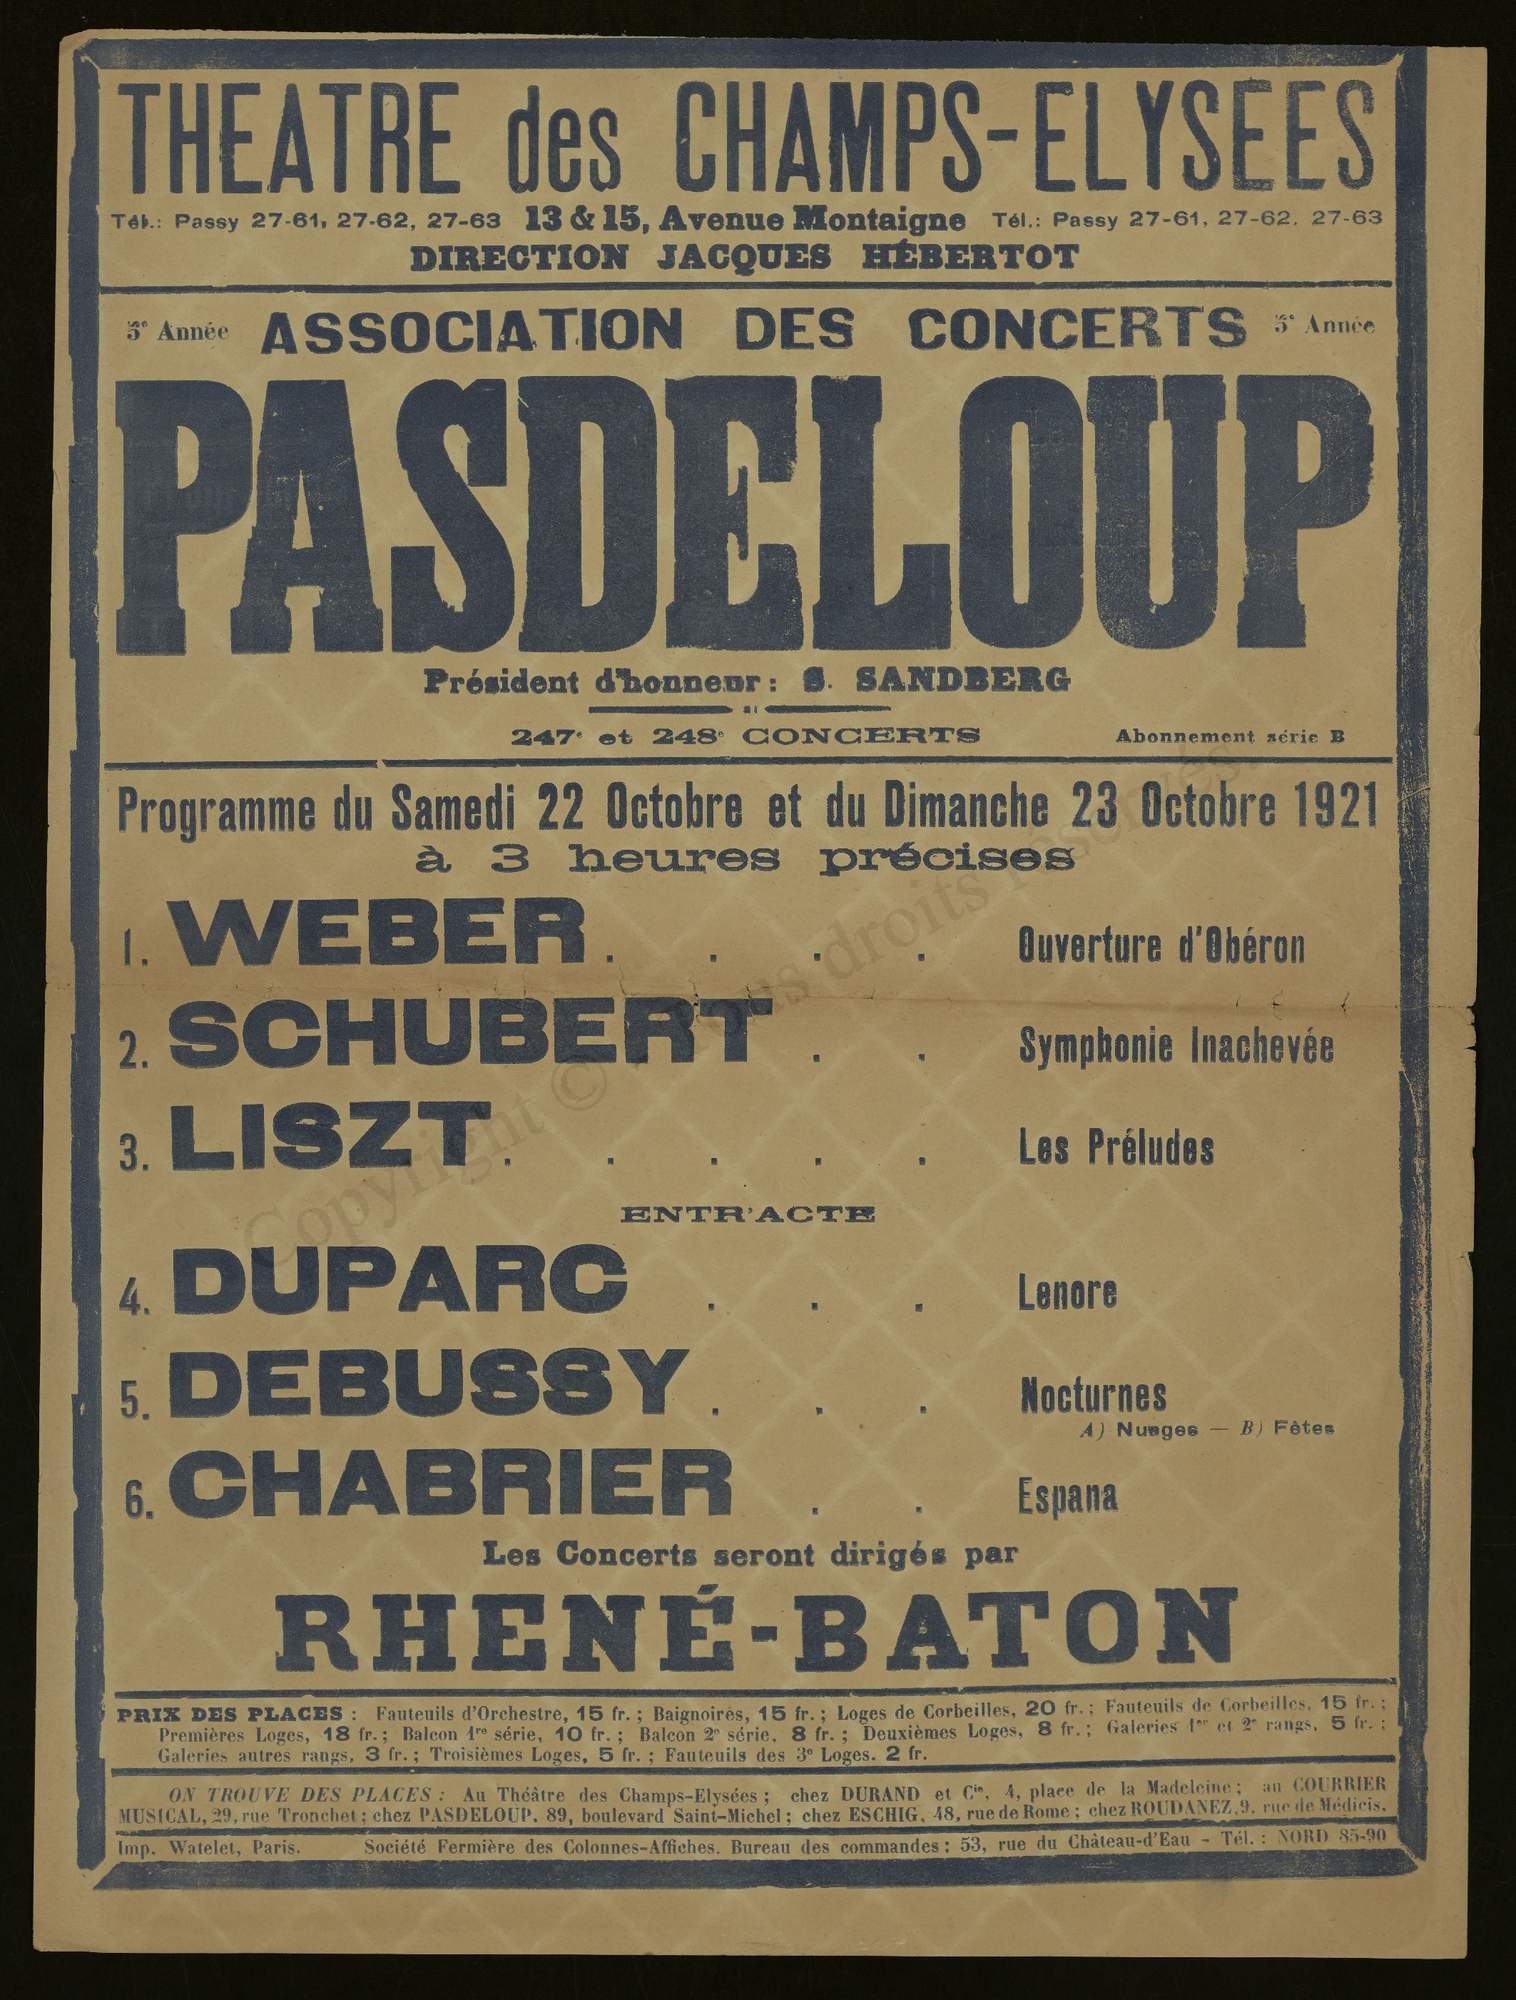 THEATRE des CHAMPS-ELYSEES
Tél.: Passy 27-61, 27-62, 27-63 13 & 15, Avenue Montaigne Tél.: Passy 27-61, 27-62. 27-63
DIRECTION JACQUES HÉBERTOT
5e Année ASSOCIATION DES CONCERTS 5e Année
PASDELOUP
Président d'honneur : S. SANDBERG
247e et 248e CONCERTS Abonnement série B
Programme du Samedi 22 Octobre et du Dimanche 23 Octobre 1921
à 3 heures précises
1. WEBER . . . . Ouverture d'Obéron
2. SCHUBERT . . Symphonie Inachevée
3. LISZT . . . . . Les Préludes
ENTR'ACTE
4. DUPARC . . . Lenore
5. DEBUSSY . . . Nocturnes
A) Nuages — B) Fêtes
6. CHABRIER . . Espana
Les Concerts seront dirigés par
RHENÉ-BATON
PRIX DES PLACES : Fauteuils d'Orchestre, 15 fr. ; Baignoires, 15 fr. ; Loges de Corbeilles, 20 fr. ; Fauteuils de Corbeilles, 15 fr. ;
Premières Loges, 18 fr. ; Balcon 1re série, 10 fr. ; Balcon 2e série, 8 fr. ; Deuxièmes Loges, 8 fr. ; Galeries 1er et 2e rangs, 5 fr. ;
Galeries autres rangs, 3 fr. ; Troisièmes Loges, 5 fr. ; Fauteuils des 3e Loges. 2 fr.
ON TROUVE DES PLACES : Au Théâtre des Champs-Elysées ; chez DURAND et Cie, 4, place de la Madeleine ; au COURRIER
MUSICAL, 29, rue Tronchet ; chez PASDELOUP, 89, boulevard Saint-Michel ; chez ESCHIG, 48, rue de Rome ; chez ROUDANEZ, 9, rue de Médicis.
Imp. Watelet, Paris. Société Fermière des Colonnes-Affiches. Bureau des commandes : 53, rue du Château-d'Eau - Tél. : NORD 85-90
Copyright © Tous droits réservés.